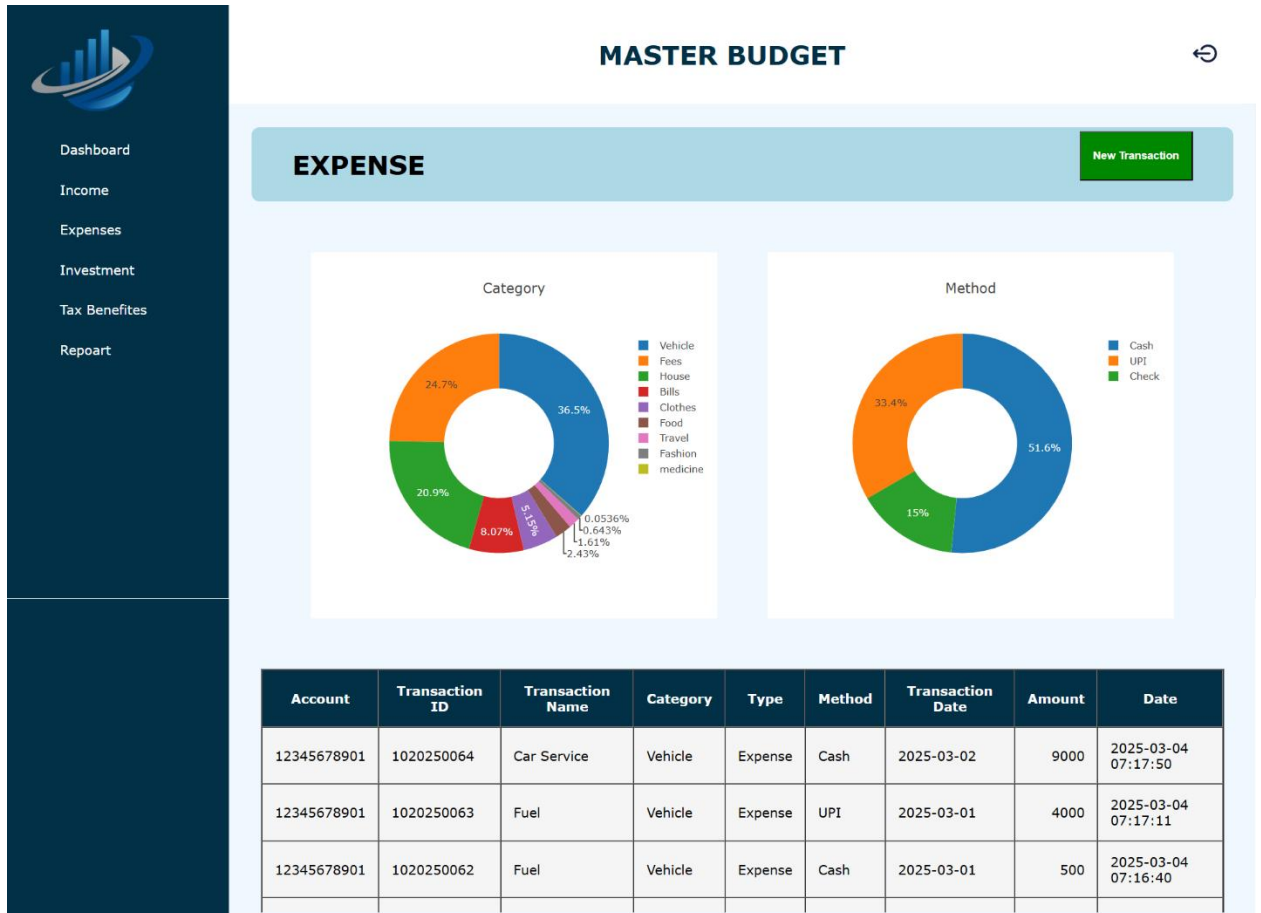 MASTER BUDGET
Dashboard
Income
Expenses
Investment
Tax Benefites
Repoart
EXPENSE
New Transaction
Category
24.7%
36.5%
20.9%
8.07%
5.15%
0.0536%
0.643%
1.61%
2.43%
Vehicle
Fees
House
Bills
Clothes
Food
Travel
Fashion
medicine
Method
33.4%
51.6%
15%
Cash
UPI
Check
Account Transaction ID Transaction Name Category Type Method Transaction Date Amount Date
12345678901 1020250064 Car Service Vehicle Expense Cash 2025-03-02 9000 2025-03-04 07:17:50
12345678901 1020250063 Fuel Vehicle Expense UPI 2025-03-01 4000 2025-03-04 07:17:11
12345678901 1020250062 Fuel Vehicle Expense Cash 2025-03-01 500 2025-03-04 07:16:40